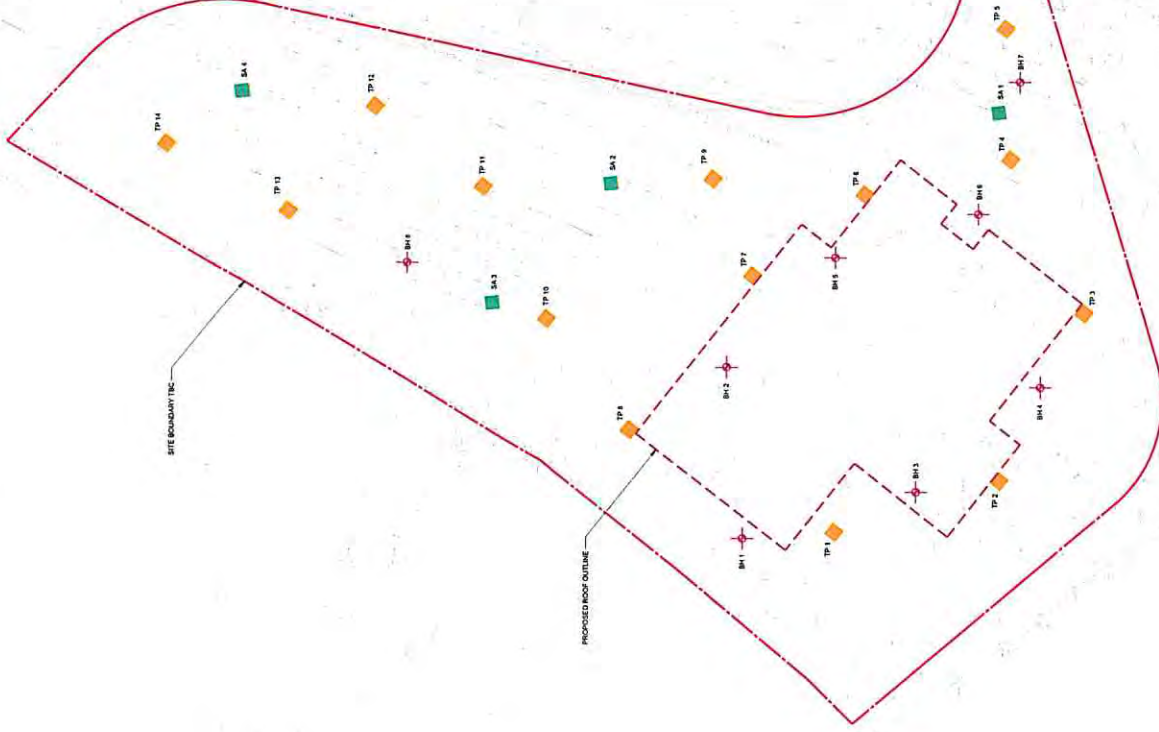 TP 5
SA 4
BH 7
TP 12
SA 1
TP 14
TP 4
TP 11
TP 13
SA 2
TP 9
TP 6
BH 6
BH 8
TP 7
BH 5
SA 3
TP 10
TP 3
BH 2
SITE BOUNDARY TBC
BH 4
TP 8
BH 3
TP 2
BH 1
TP 1
PROPOSED ROOF OUTLINE